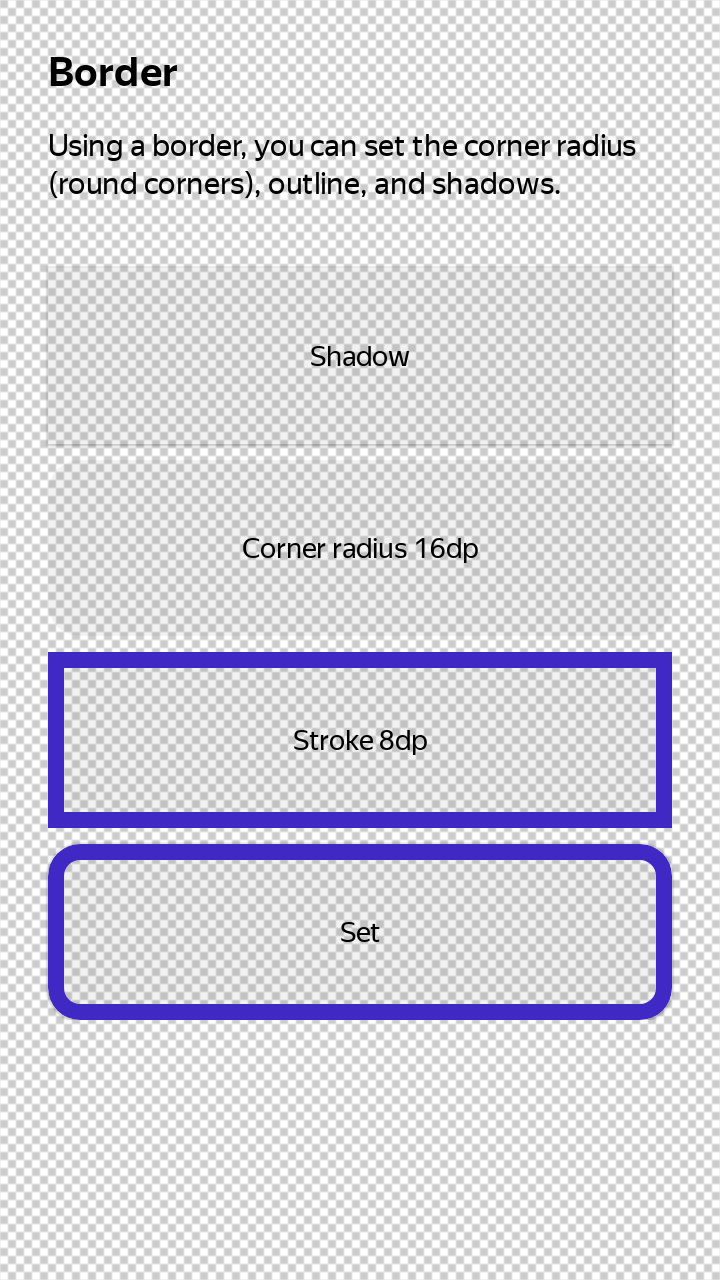 Border
Using a border, you can set the corner radius
(round corners), outline, and shadows.
Shadow
Corner radius 16dp
Stroke 8dp
Set